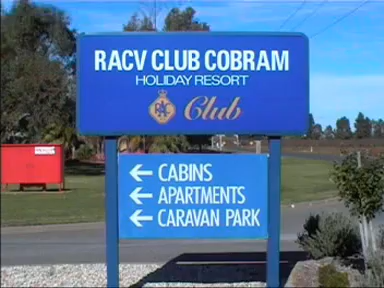 RACV CLUB COBRAM
HOLIDAY RESORT
Club
← CABINS
← APARTMENTS
← CARAVAN PARK